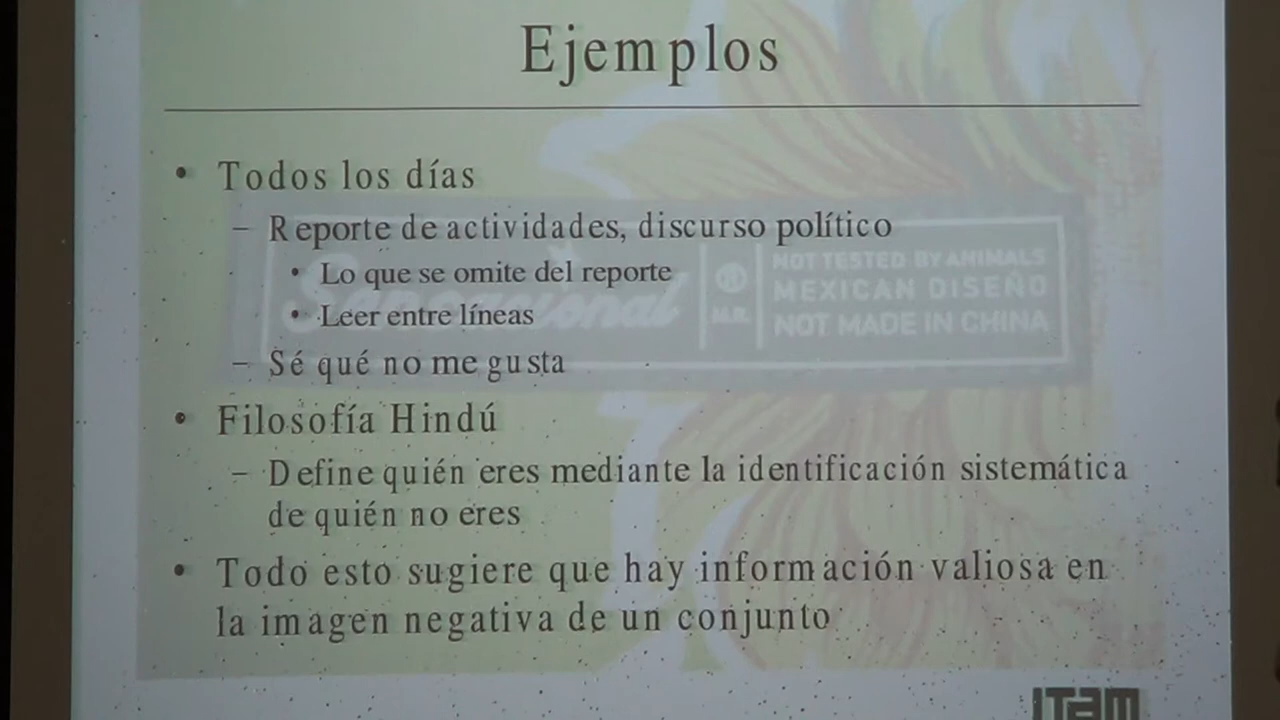 Ejemplos
• Todos los días
– Reporte de actividades, discurso político
• Lo que se omite del reporte
• Leer entre líneas
– Sé qué no me gusta
• Filosofía Hindú
– Define quién eres mediante la identificación sistemática
de quién no eres
• Todo esto sugiere que hay información valiosa en
la imagen negativa de un conjunto
Sensacional
M.R.
NOT TESTED BY ANIMALS
MEXICAN DISEÑO
NOT MADE IN CHINA
ITAM